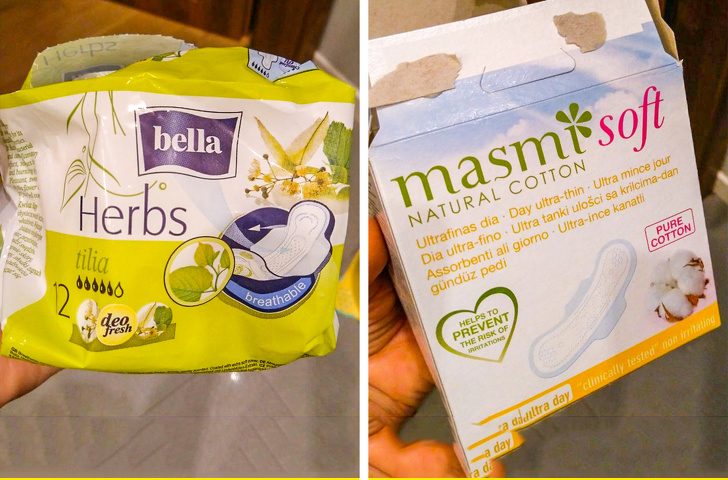 Herbs
bella
Herbs
tilia
12
deo
fresh
breathable
masmi soft
NATURAL COTTON
Ultrafinas dia · Day ultra-thin · Ultra mince jour
Dia ultra-fino · Ultra tanki ulošci sa krilcima-dan
Assorbenti ali giorno · Ultra-ince kanatli
gündüz pedi
PURE
COTTON
HELPS TO
PREVENT
THE RISK OF
IRRITATIONS
ultra day "clinically tested" non irritating
a day